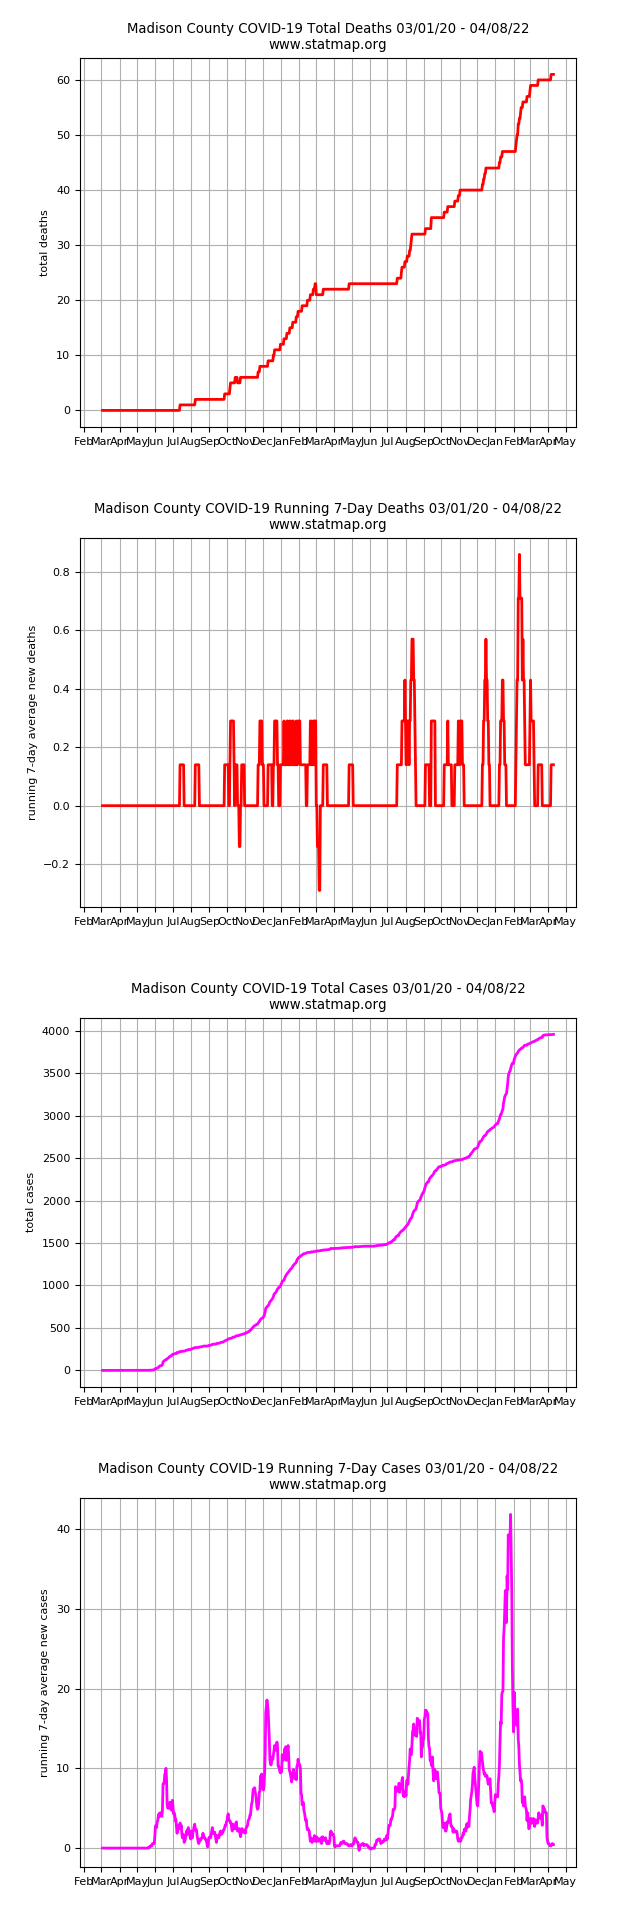 Madison County COVID-19 Total Deaths 03/01/20 - 04/08/22
www.statmap.org
60
50
40
30
20
10
0
total deaths
Feb Mar Apr May Jun Jul Aug Sep Oct Nov Dec Jan Feb Mar Apr May Jun Jul Aug Sep Oct Nov Dec Jan Feb Mar Apr May
Madison County COVID-19 Running 7-Day Deaths 03/01/20 - 04/08/22
www.statmap.org
0.8
0.6
0.4
0.2
0.0
−0.2
running 7-day average new deaths
Feb Mar Apr May Jun Jul Aug Sep Oct Nov Dec Jan Feb Mar Apr May Jun Jul Aug Sep Oct Nov Dec Jan Feb Mar Apr May
Madison County COVID-19 Total Cases 03/01/20 - 04/08/22
www.statmap.org
4000
3500
3000
2500
2000
1500
1000
500
0
total cases
Feb Mar Apr May Jun Jul Aug Sep Oct Nov Dec Jan Feb Mar Apr May Jun Jul Aug Sep Oct Nov Dec Jan Feb Mar Apr May
Madison County COVID-19 Running 7-Day Cases 03/01/20 - 04/08/22
www.statmap.org
40
30
20
10
0
running 7-day average new cases
Feb Mar Apr May Jun Jul Aug Sep Oct Nov Dec Jan Feb Mar Apr May Jun Jul Aug Sep Oct Nov Dec Jan Feb Mar Apr May